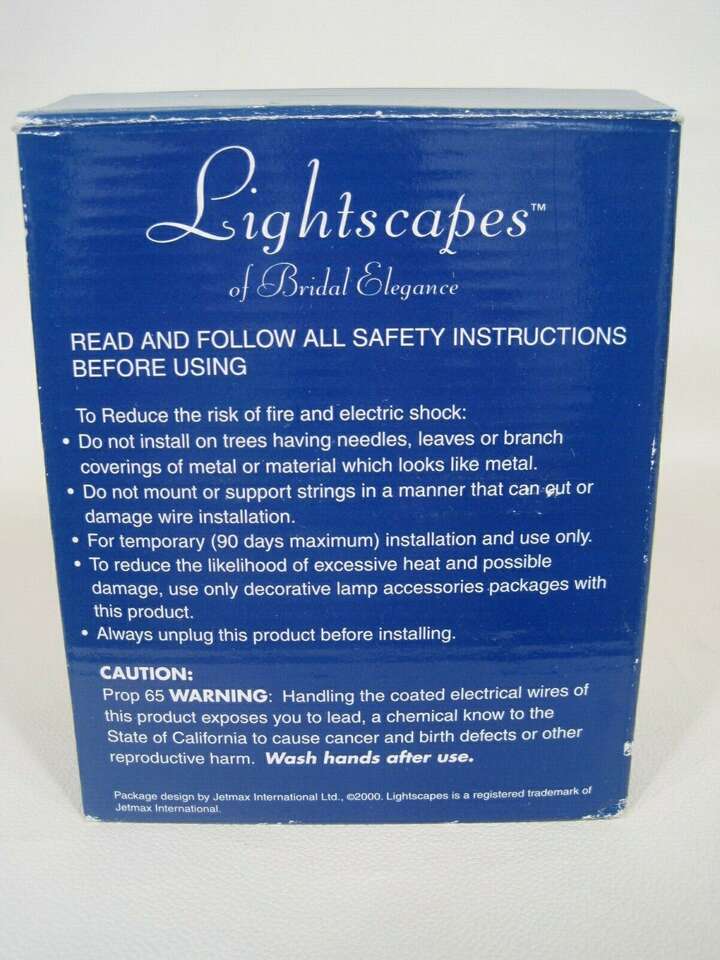 Lightscapes™
of Bridal Elegance
READ AND FOLLOW ALL SAFETY INSTRUCTIONS
BEFORE USING
To Reduce the risk of fire and electric shock:
• Do not install on trees having needles, leaves or branch
coverings of metal or material which looks like metal.
• Do not mount or support strings in a manner that can cut or
damage wire installation.
• For temporary (90 days maximum) installation and use only.
• To reduce the likelihood of excessive heat and possible
damage, use only decorative lamp accessories packages with
this product.
• Always unplug this product before installing.
CAUTION:
Prop 65 WARNING: Handling the coated electrical wires of
this product exposes you to lead, a chemical know to the
State of California to cause cancer and birth defects or other
reproductive harm. Wash hands after use.
Package design by Jetmax International Ltd., ©2000. Lightscapes is a registered trademark of
Jetmax International.